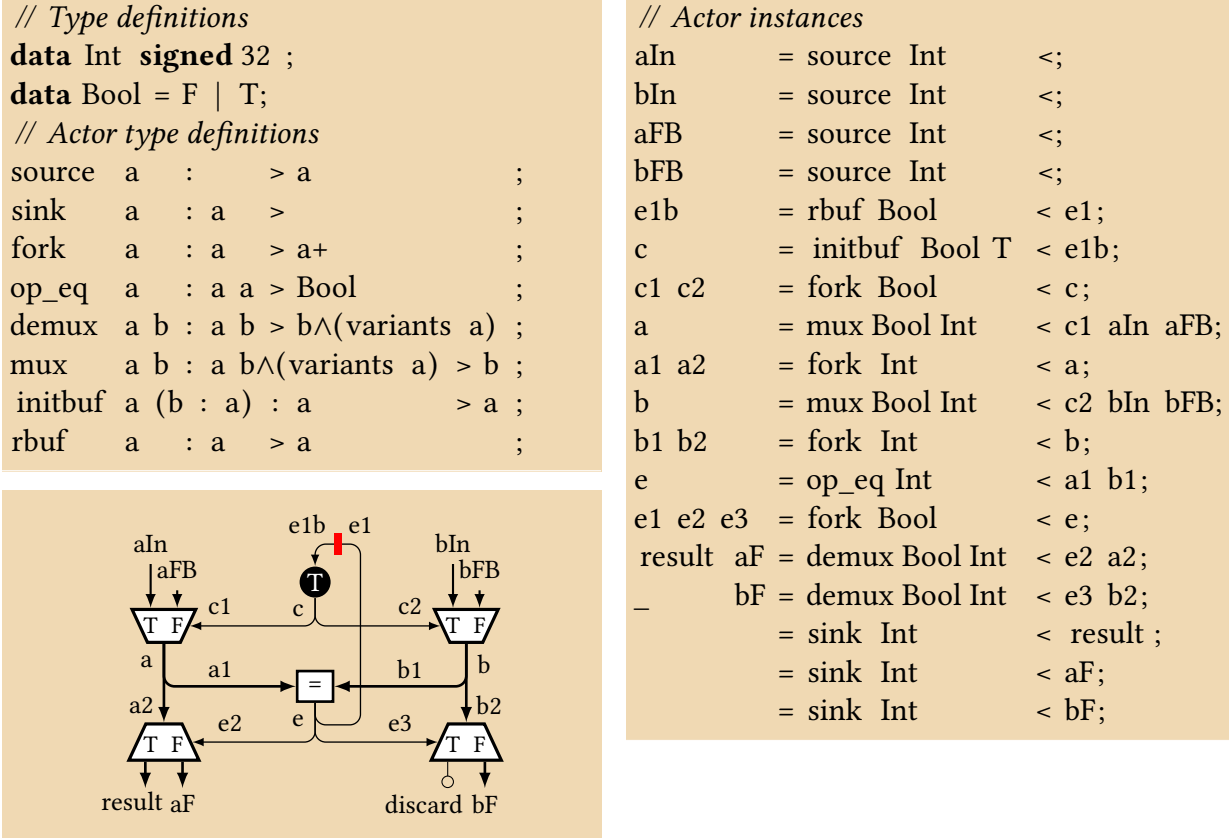 // Type definitions
data Int signed 32 ;
data Bool = F | T;
// Actor type definitions
source a : > a ;
sink a : a > ;
fork a : a > a+ ;
op_eq a : a a > Bool ;
demux a b : a b > b∧(variants a) ;
mux a b : a b∧(variants a) > b ;
initbuf a (b : a) : a > a ;
rbuf a : a > a ;
e1b e1
aIn bIn
aFB bFB
T
c1 c c2
T F T F
a a1 b1 b
=
a2 e2 e e3 b2
T F T F
result aF discard bF
// Actor instances
aIn = source Int <;
bIn = source Int <;
aFB = source Int <;
bFB = source Int <;
e1b = rbuf Bool < e1;
c = initbuf Bool T < e1b;
c1 c2 = fork Bool < c;
a = mux Bool Int < c1 aIn aFB;
a1 a2 = fork Int < a;
b = mux Bool Int < c2 bIn bFB;
b1 b2 = fork Int < b;
e = op_eq Int < a1 b1;
e1 e2 e3 = fork Bool < e;
result aF = demux Bool Int < e2 a2;
_ bF = demux Bool Int < e3 b2;
= sink Int < result ;
= sink Int < aF;
= sink Int < bF;